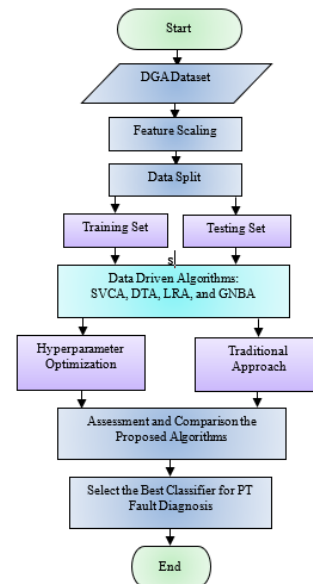 Start
DGA Dataset
Feature Scaling
Data Split
Training Set
Testing Set
s
Data Driven Algorithms:
SVCA, DTA, LRA, and GNBA
Hyperparameter
Optimization
Traditional
Approach
Assessment and Comparison the
Proposed Algorithms
Select the Best Classifier for PT
Fault Diagnosis
End